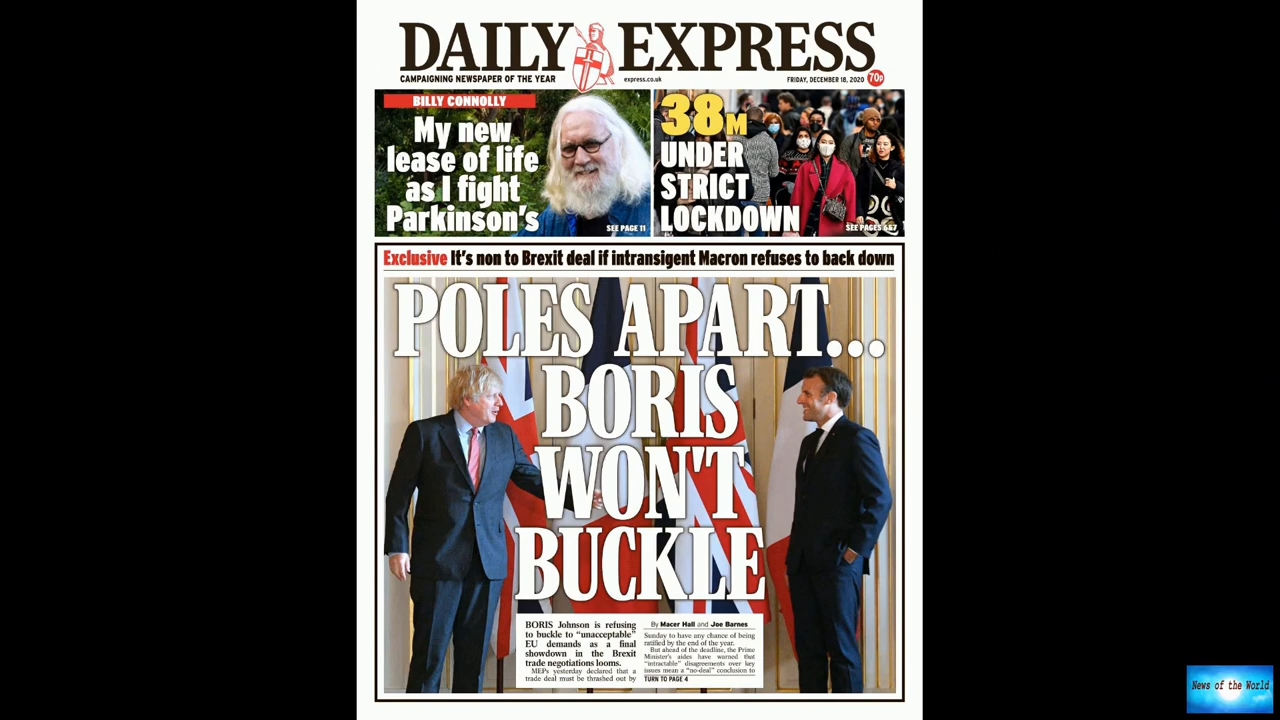 DAILY EXPRESS
CAMPAIGNING NEWSPAPER OF THE YEAR
express.co.uk
FRIDAY, DECEMBER 18, 2020
70p
BILLY CONNOLLY
My new
lease of life
as I fight
Parkinson's
SEE PAGE 11
38M
UNDER
STRICT
LOCKDOWN
SEE PAGES 6&7
Exclusive It's non to Brexit deal if intransigent Macron refuses to back down
POLES APART...
BORIS
WON'T
BUCKLE
BORIS Johnson is refusing
to buckle to “unacceptable”
EU demands as a final
showdown in the Brexit
trade negotiations looms.
MEPs yesterday declared that a
trade deal must be thrashed out by
By Macer Hall and Joe Barnes
Sunday to have any chance of being
ratified by the end of the year.
But ahead of the deadline, the Prime
Minister's aides have warned that
“intractable” disagreements over key
issues mean a “no-deal” conclusion to
TURN TO PAGE 4
News of the World